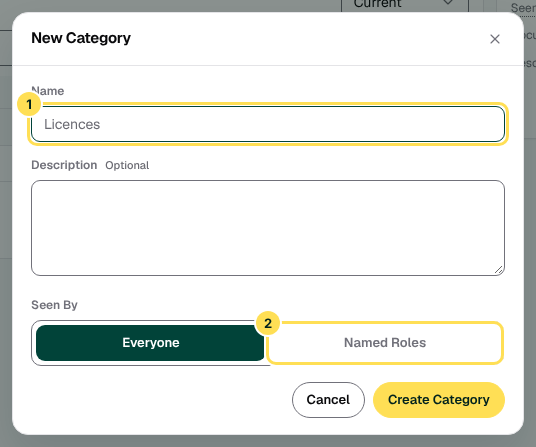 Current
Seen
New Category
Name
1
Licences
Description Optional
Seen By
2
Everyone
Named Roles
Cancel
Create Category